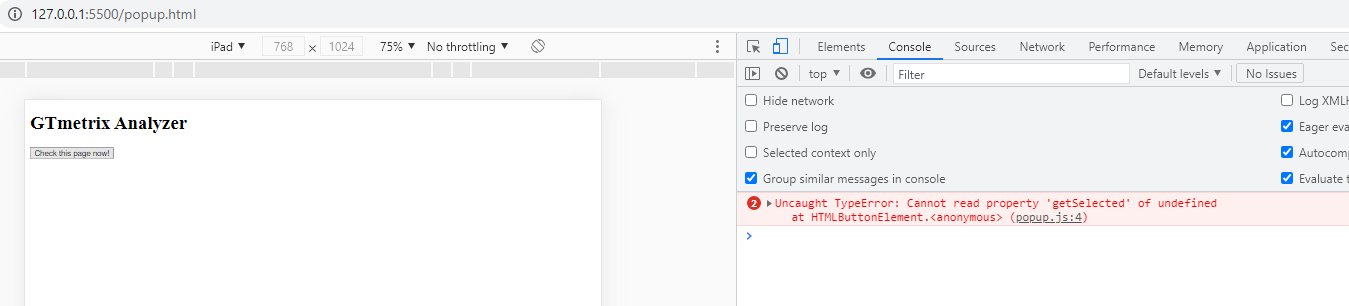 127.0.0.1:5500/popup.html
iPad ▼ 768 × 1024 75% ▼ No throttling ▼
Elements Console Sources Network Performance Memory Application Sec
top ▼ Filter Default levels ▼ No Issues
GTmetrix Analyzer
Check this page now!
Hide network Log XMLH
Preserve log Eager eva
Selected context only Autocomp
Group similar messages in console Evaluate t
2 ▶Uncaught TypeError: Cannot read property 'getSelected' of undefined
at HTMLButtonElement.<anonymous> (popup.js:4)
>